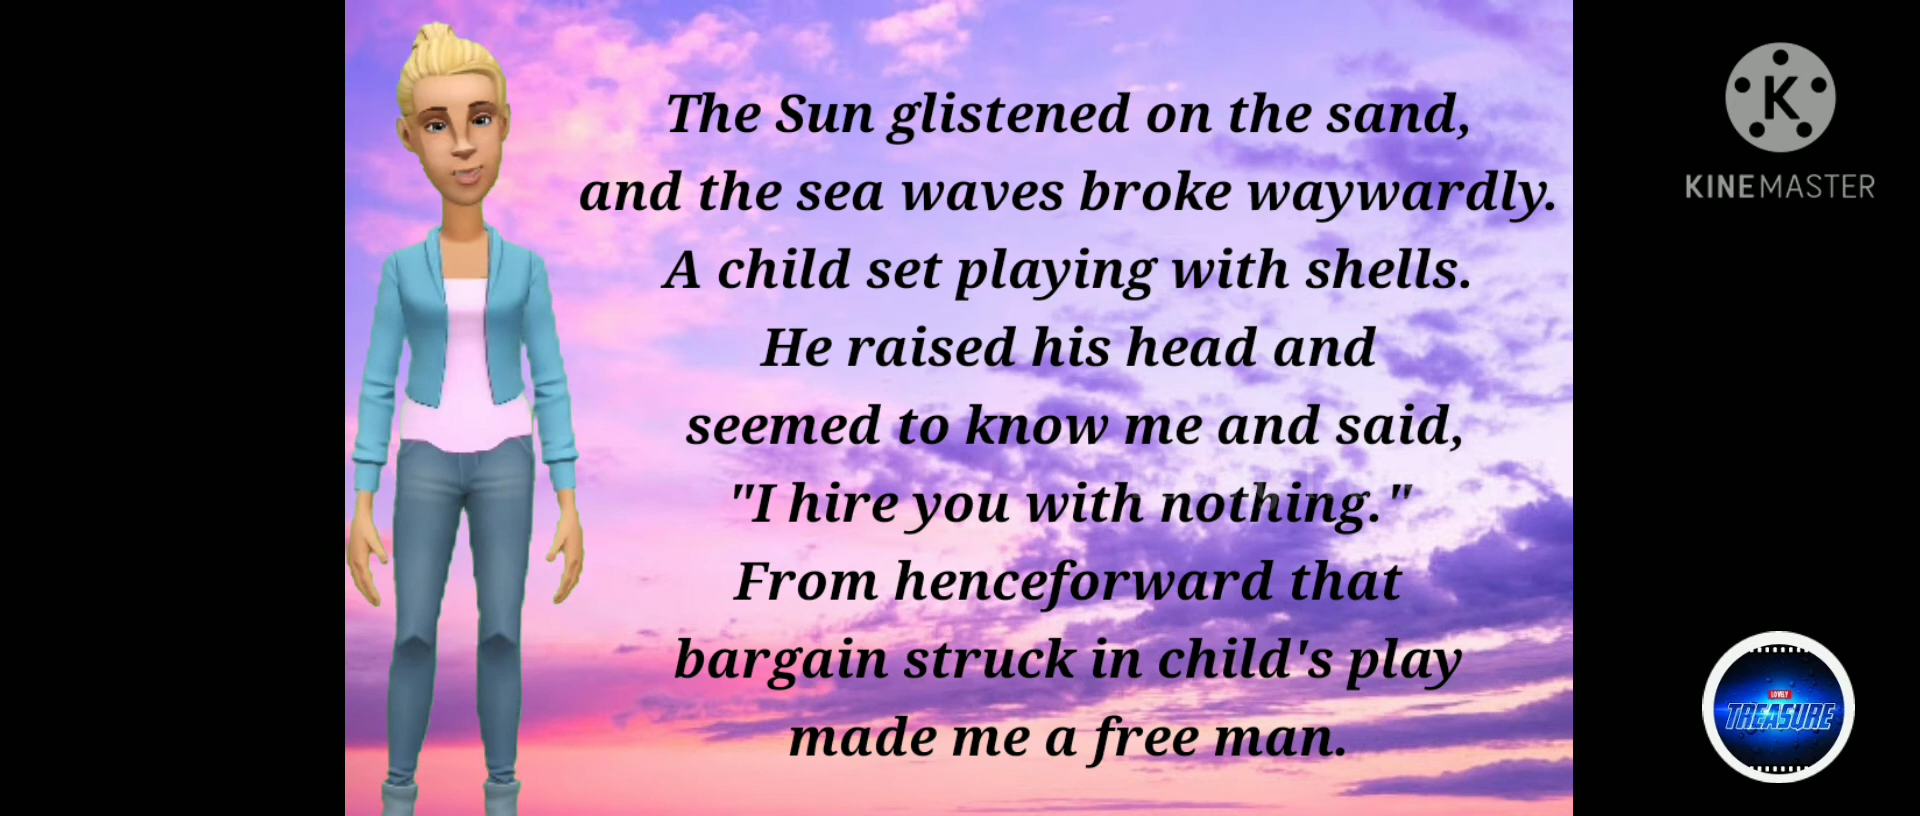 The Sun glistened on the sand,
and the sea waves broke waywardly.
A child set playing with shells.
He raised his head and
seemed to know me and said,
"I hire you with nothing."
From henceforward that
bargain struck in child's play
made me a free man.
K
KINEMASTER
LOVELY
TREASURE